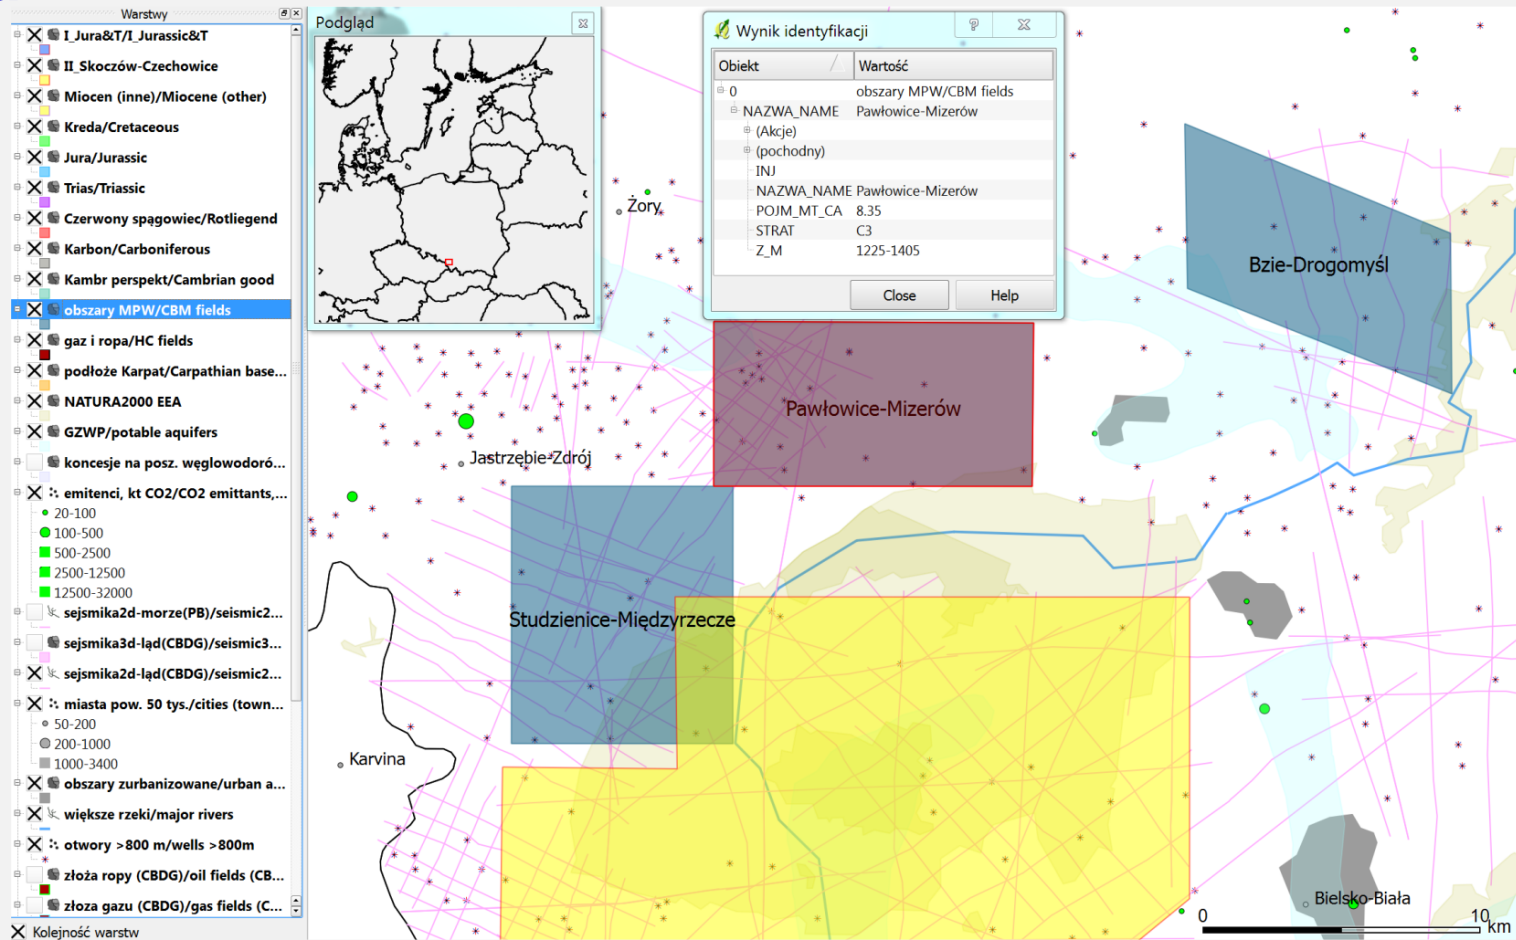 Warstwy
I_Jura&T/I_Jurassic&T
II_Skoczów-Czechowice
Miocen (inne)/Miocene (other)
Kreda/Cretaceous
Jura/Jurassic
Trias/Triassic
Czerwony spągowiec/Rotliegend
Karbon/Carboniferous
Kambr perspekt/Cambrian good
obszary MPW/CBM fields
gaz i ropa/HC fields
podłoże Karpat/Carpathian base...
NATURA2000 EEA
GZWP/potable aquifers
koncesje na posz. węglowodoró...
emitenci, kt CO2/CO2 emittants,...
20-100
100-500
500-2500
2500-12500
12500-32000
sejsmika2d-morze(PB)/seismic2...
sejsmika3d-ląd(CBDG)/seismic3...
sejsmika2d-ląd(CBDG)/seismic2...
miasta pow. 50 tys./cities (town...
50-200
200-1000
1000-3400
obszary zurbanizowane/urban a...
większe rzeki/major rivers
otwory >800 m/wells >800m
złoża ropy (CBDG)/oil fields (CB...
złoza gazu (CBDG)/gas fields (C...
Kolejność warstw
Podgląd
Wynik identyfikacji
Obiekt Wartość
0 obszary MPW/CBM fields
NAZWA_NAME Pawłowice-Mizerów
(Akcje)
(pochodny)
INJ
NAZWA_NAME Pawłowice-Mizerów
POJM_MT_CA 8.35
STRAT C3
Z_M 1225-1405
Close Help
Żory
Bzie-Drogomyśl
Pawłowice-Mizerów
Jastrzębie-Zdrój
Studzienice-Międzyrzecze
Karvina
Bielsko-Biała
0 10 km